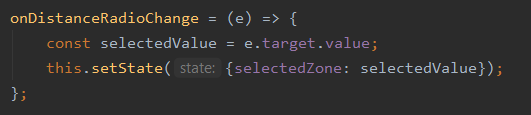 onDistanceRadioChange = (e) => {
    const selectedValue = e.target.value;
    this.setState( state: {selectedZone: selectedValue});
};